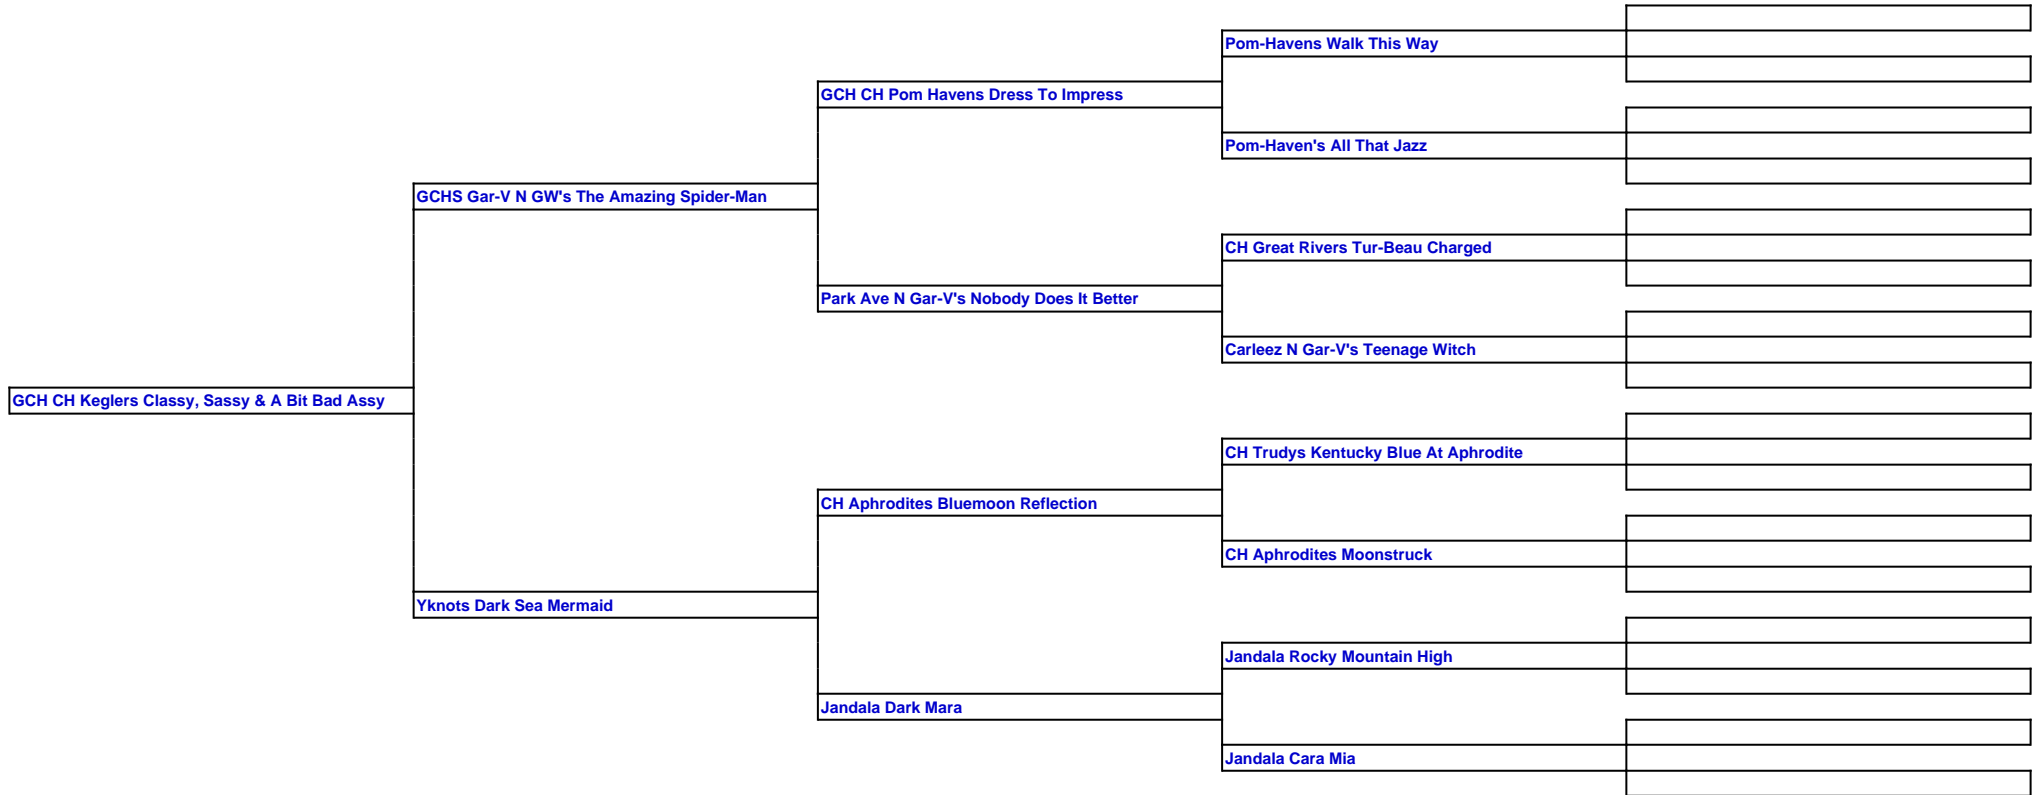 Pom-Havens Walk This Way
GCH CH Pom Havens Dress To Impress
Pom-Haven's All That Jazz
GCHS Gar-V N GW's The Amazing Spider-Man
CH Great Rivers Tur-Beau Charged
Park Ave N Gar-V's Nobody Does It Better
Carleez N Gar-V's Teenage Witch
GCH CH Keglers Classy, Sassy & A Bit Bad Assy
CH Trudys Kentucky Blue At Aphrodite
CH Aphrodites Bluemoon Reflection
CH Aphrodites Moonstruck
Yknots Dark Sea Mermaid
Jandala Rocky Mountain High
Jandala Dark Mara
Jandala Cara Mia